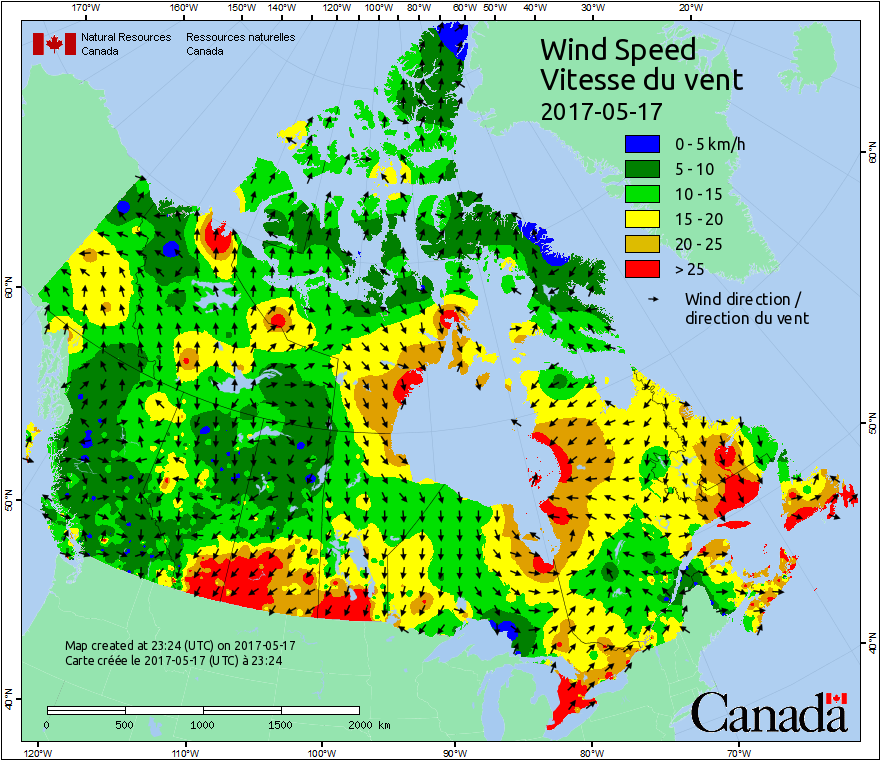 170°W 160°W 150°W 140°W 130°W 120°W 110°W 100°W 90°W 80°W 70°W 60°W 50°W 40°W 30°W 20°W
Natural Resources Canada
Ressources naturelles Canada
Wind Speed
Vitesse du vent
2017-05-17
0 - 5 km/h
5 - 10
10 - 15
15 - 20
20 - 25
> 25
Wind direction /
direction du vent
60°N
60°N
50°N
50°N
40°N
40°N
Map created at 23:24 (UTC) on 2017-05-17
Carte créée le 2017-05-17 (UTC) à 23:24
0 500 1000 1500 2000 km
Canada
120°W 110°W 100°W 90°W 80°W 70°W